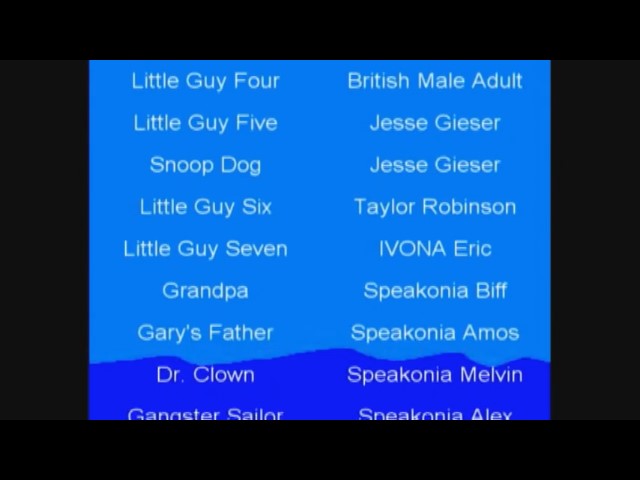 Little Guy Four British Male Adult
Little Guy Five Jesse Gieser
Snoop Dog Jesse Gieser
Little Guy Six Taylor Robinson
Little Guy Seven IVONA Eric
Grandpa Speakonia Biff
Gary's Father Speakonia Amos
Dr. Clown Speakonia Melvin
Gangster Sailor Speakonia Alex